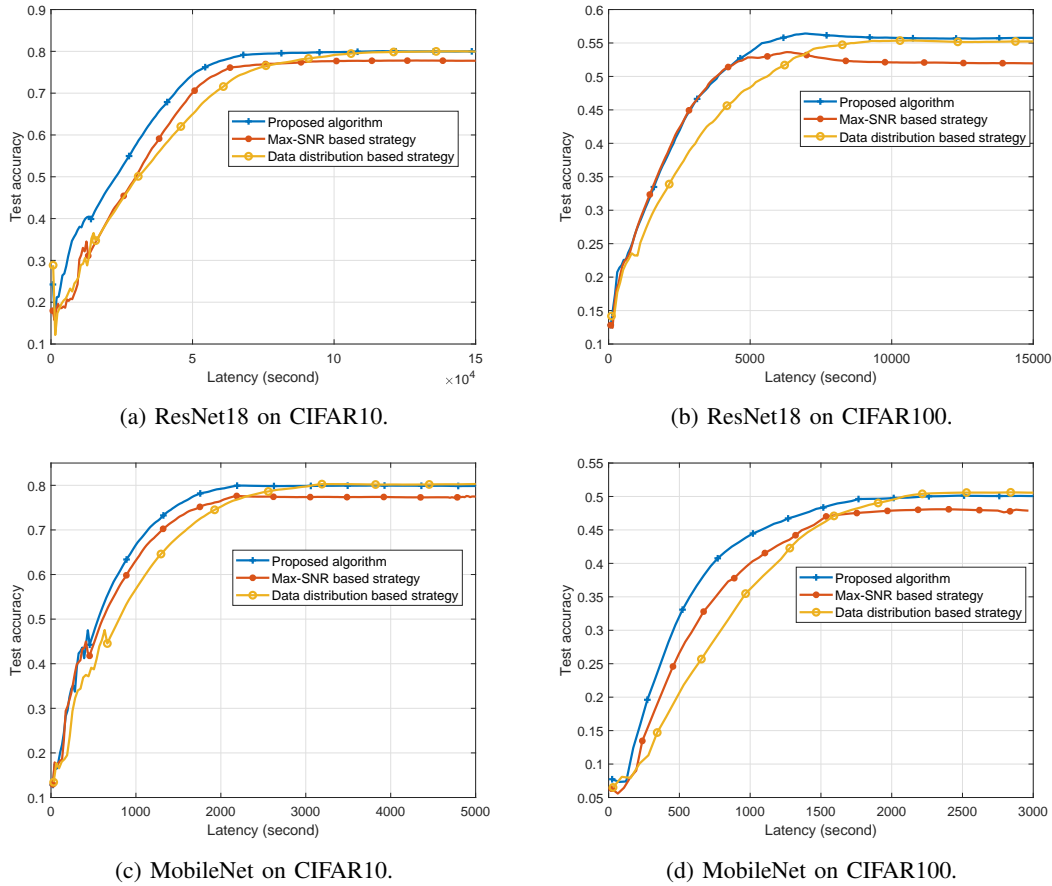 0.9
0.8
0.7
0.6
0.5
0.4
0.3
0.2
0.1
Test accuracy
0
5
10
15
Latency (second)
×10⁴
Proposed algorithm
Max-SNR based strategy
Data distribution based strategy
(a) ResNet18 on CIFAR10.
0.6
0.55
0.5
0.45
0.4
0.35
0.3
0.25
0.2
0.15
0.1
Test accuracy
0
5000
10000
15000
Latency (second)
Proposed algorithm
Max-SNR based strategy
Data distribution based strategy
(b) ResNet18 on CIFAR100.
0.8
0.7
0.6
0.5
0.4
0.3
0.2
0.1
Test accuracy
0
1000
2000
3000
4000
5000
Latency (second)
Proposed algorithm
Max-SNR based strategy
Data distribution based strategy
(c) MobileNet on CIFAR10.
0.55
0.5
0.45
0.4
0.35
0.3
0.25
0.2
0.15
0.1
0.05
Test accuracy
0
500
1000
1500
2000
2500
3000
Latency (second)
Proposed algorithm
Max-SNR based strategy
Data distribution based strategy
(d) MobileNet on CIFAR100.